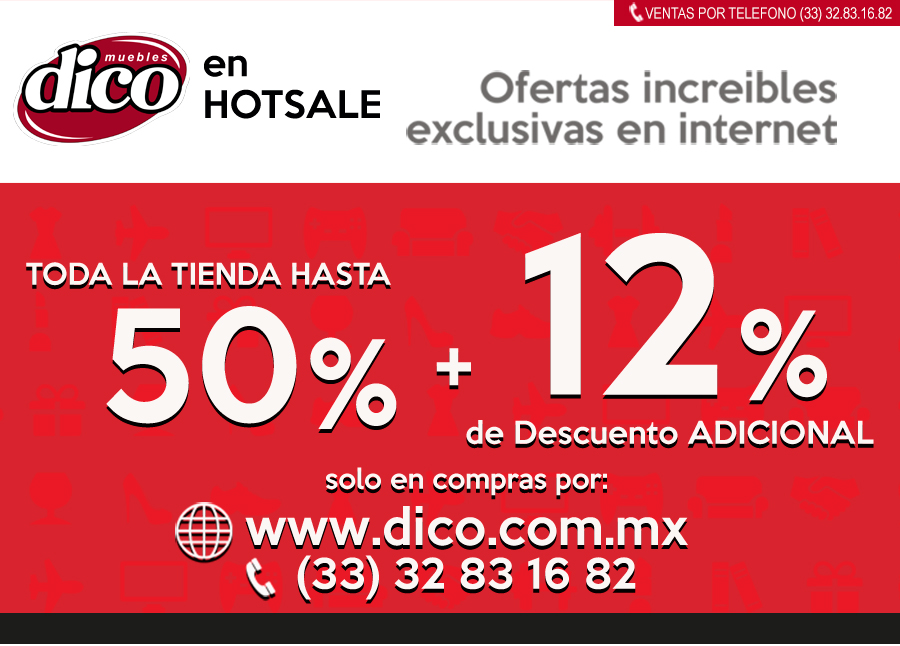 VENTAS POR TELEFONO (33) 32.83.16.82
muebles
dico
en
HOTSALE
Ofertas increibles
exclusivas en internet
TODA LA TIENDA HASTA
50% + 12%
de Descuento ADICIONAL
solo en compras por:
www.dico.com.mx
(33) 32 83 16 82